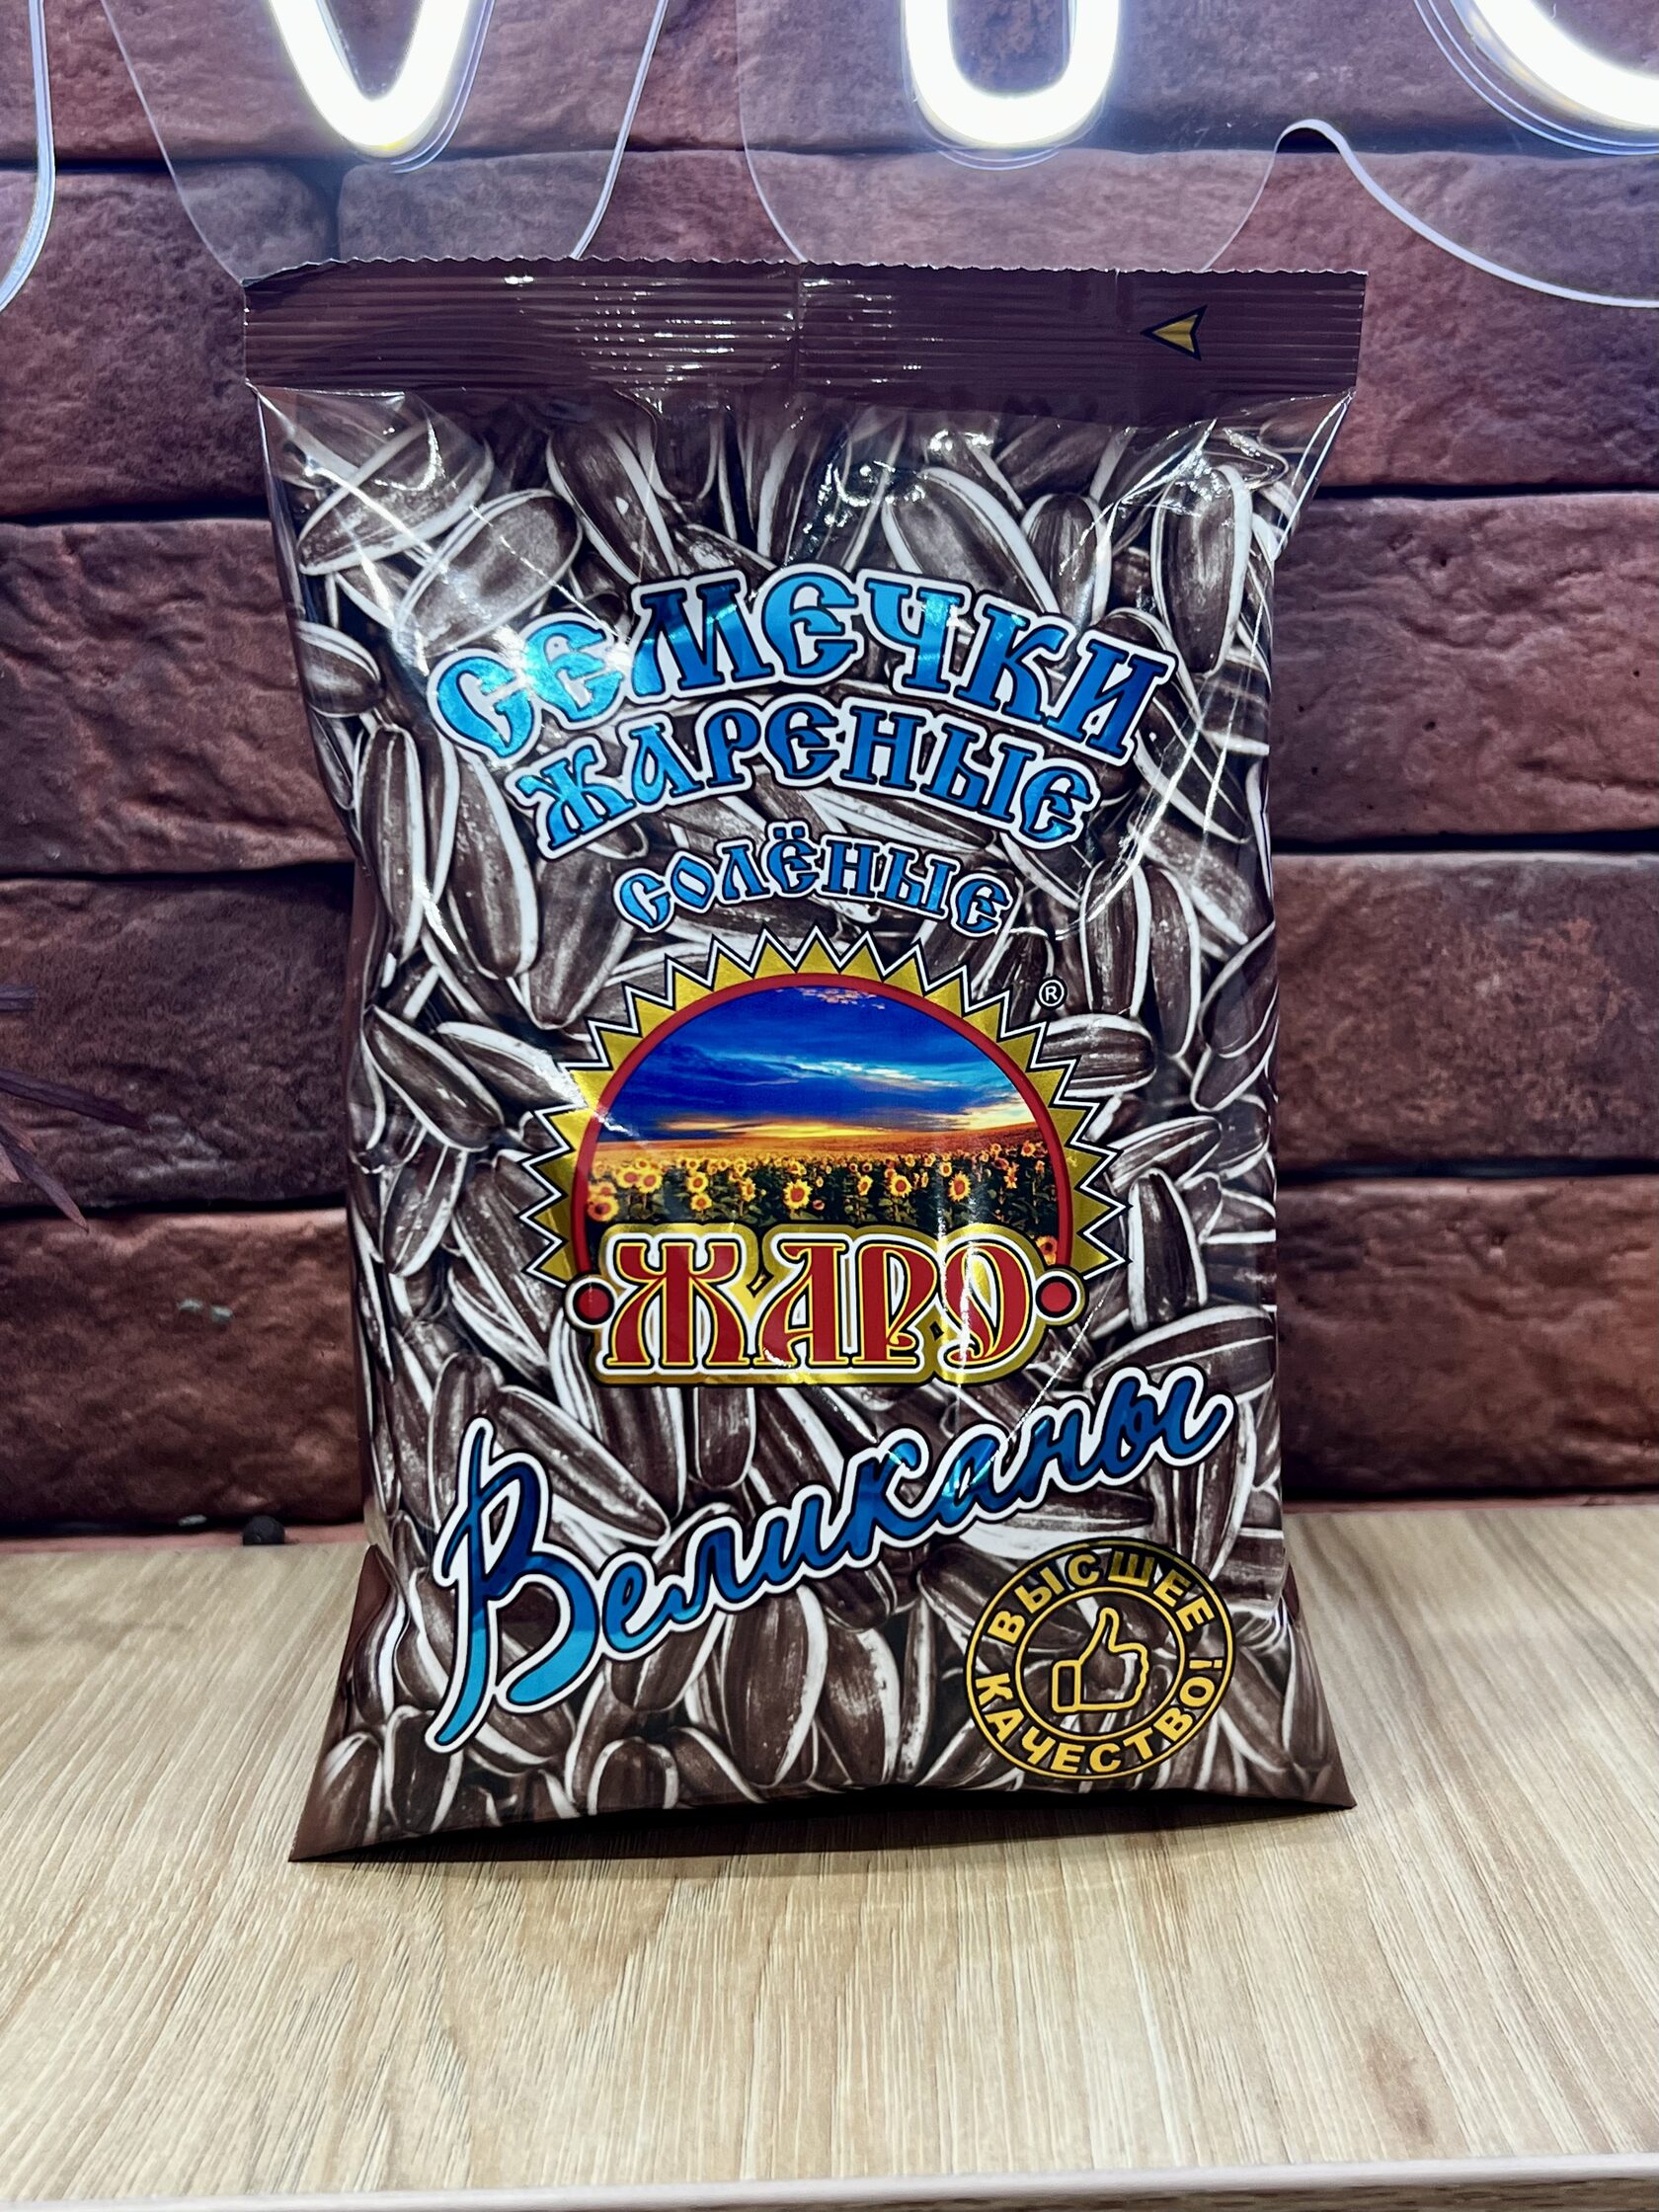 СЕМЕЧКИ
ЖАРЕНЫЕ
СОЛЁНЫЕ
®
ЖАРО
Великаны
ВЫСШЕЕ
КАЧЕСТВО!